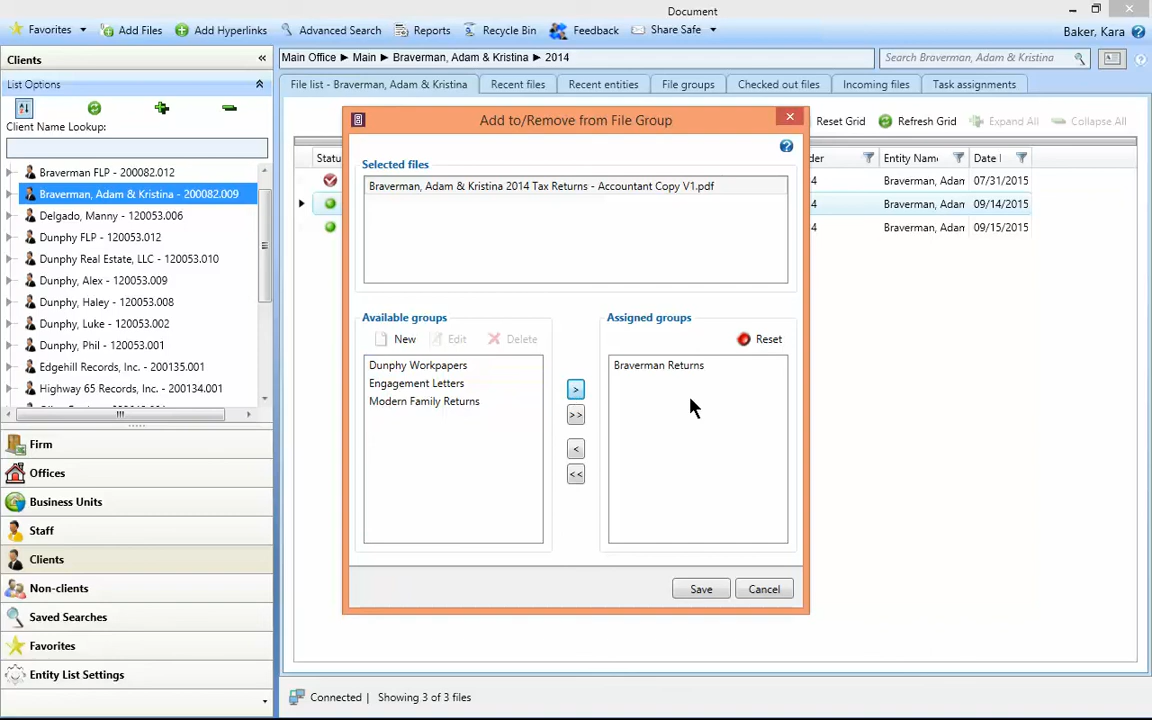 Document
Favorites Add Files Add Hyperlinks Advanced Search Reports Recycle Bin Feedback Share Safe Baker, Kara
Clients «
Main Office Main Braverman, Adam & Kristina 2014
Search Braverman, Adam & Kristina
List Options
File list - Braverman, Adam & Kristina Recent files Recent entities File groups Checked out files Incoming files Task assignments
Client Name Lookup:
Braverman FLP - 200082.012
Braverman, Adam & Kristina - 200082.009
Delgado, Manny - 120053.006
Dunphy FLP - 120053.012
Dunphy Real Estate, LLC - 120053.010
Dunphy, Alex - 120053.009
Dunphy, Haley - 120053.008
Dunphy, Luke - 120053.002
Dunphy, Phil - 120053.001
Edgehill Records, Inc. - 200135.001
Highway 65 Records, Inc. - 200134.001
Firm
Offices
Business Units
Staff
Clients
Non-clients
Saved Searches
Favorites
Entity List Settings
Reset Grid Refresh Grid Expand All Collapse All
Statu der Entity Name Date I
4 Braverman, Adam 07/31/2015
4 Braverman, Adam 09/14/2015
4 Braverman, Adam 09/15/2015
Add to/Remove from File Group
Selected files
Braverman, Adam & Kristina 2014 Tax Returns - Accountant Copy V1.pdf
Available groups
New Edit Delete
Dunphy Workpapers
Engagement Letters
Modern Family Returns
>
>>
<
<<
Assigned groups
Reset
Braverman Returns
Save Cancel
Connected | Showing 3 of 3 files